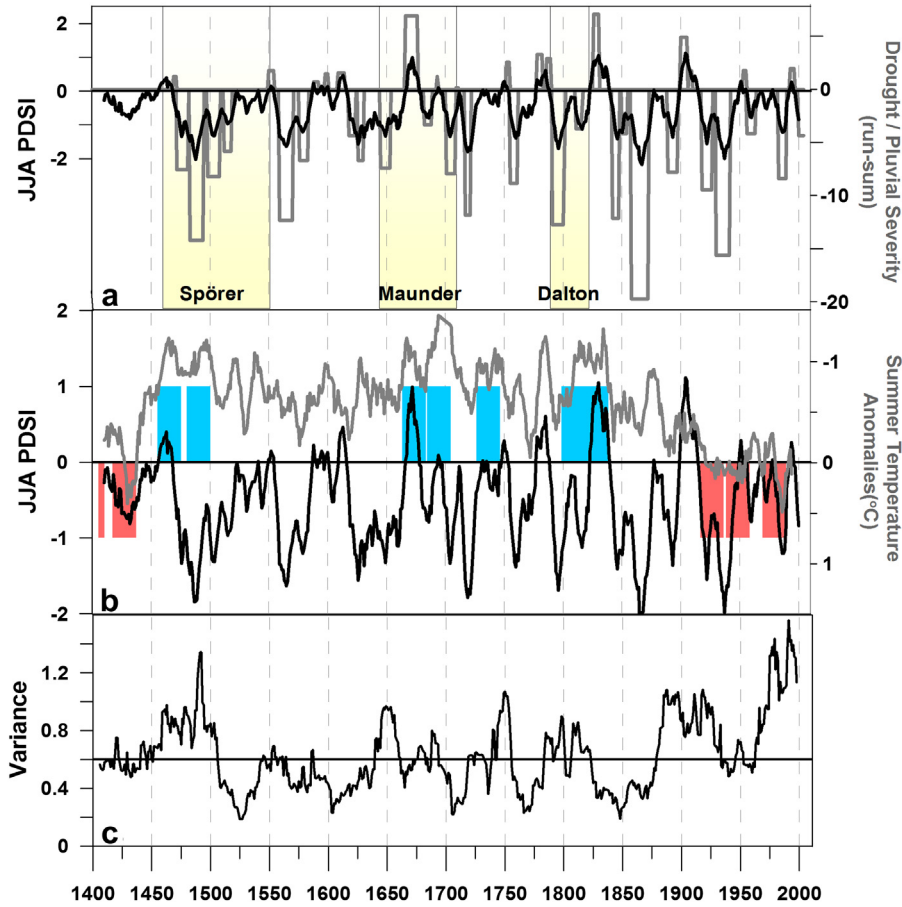 2
0
-2
JJA PDSI
0
-10
-20
Drought / Pluvial Severity
(run-sum)
a
Spörer
Maunder
Dalton
2
1
0
-1
-2
JJA PDSI
-1
0
1
Summer Temperature
Anomalies(°C)
b
1.2
0.8
0.4
0
Variance
c
1400 1450 1500 1550 1600 1650 1700 1750 1800 1850 1900 1950 2000